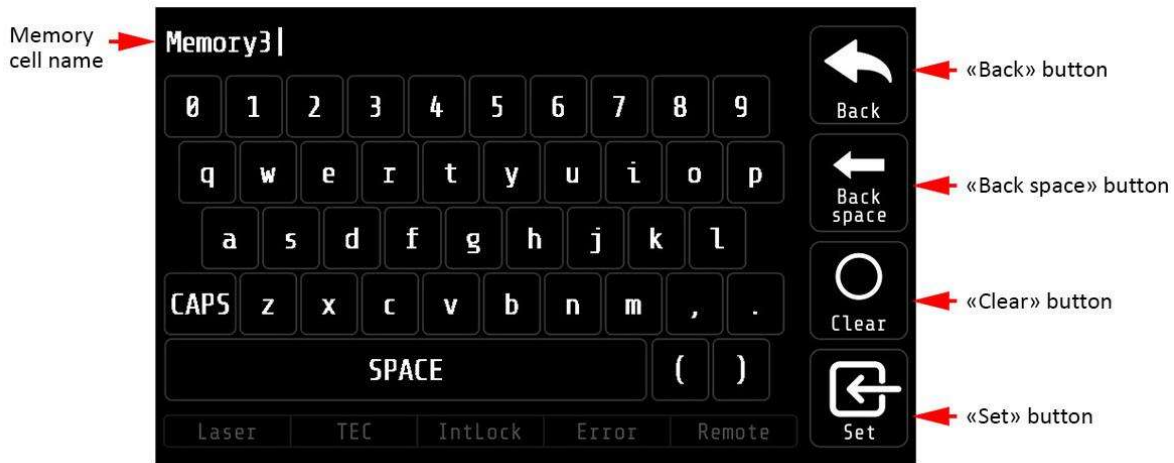 Memory
cell name
Memory3
Back
«Back» button
0 1 2 3 4 5 6 7 8 9
q w e r t y u i o p
Back
space
«Back space» button
a s d f g h j k l
CAPS z x c v b n m , .
Clear
«Clear» button
SPACE ( )
Set
«Set» button
Laser TEC IntLock Error Remote